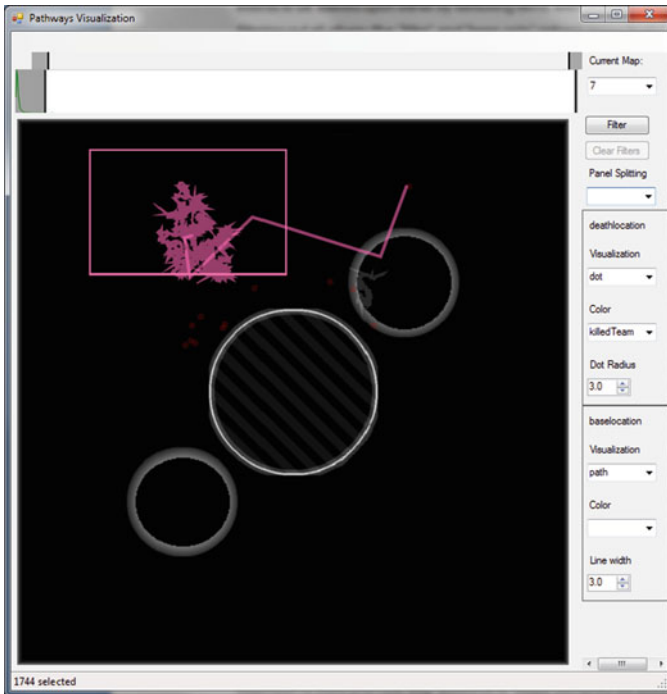 Pathways Visualization
Current Map:
7
Filter
Clear Filters
Panel Splitting
deathlocation
Visualization
dot
Color
killedTeam
Dot Radius
3.0
baselocation
Visualization
path
Color
Line width
3.0
1744 selected